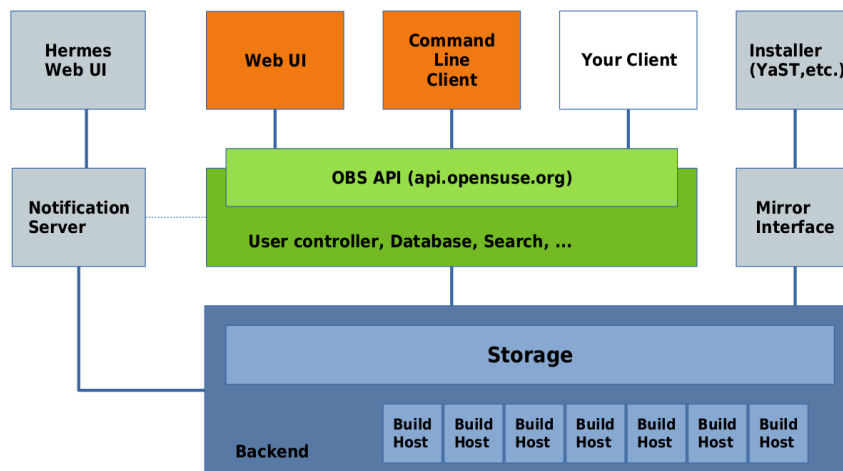 Hermes
Web UI
Web UI
Command
Line
Client
Your Client
Installer
(YaST,etc.)
OBS API (api.opensuse.org)
Notification
Server
Mirror
Interface
User controller, Database, Search, ...
Storage
Build
Host
Build
Host
Build
Host
Build
Host
Build
Host
Build
Host
Build
Host
Backend